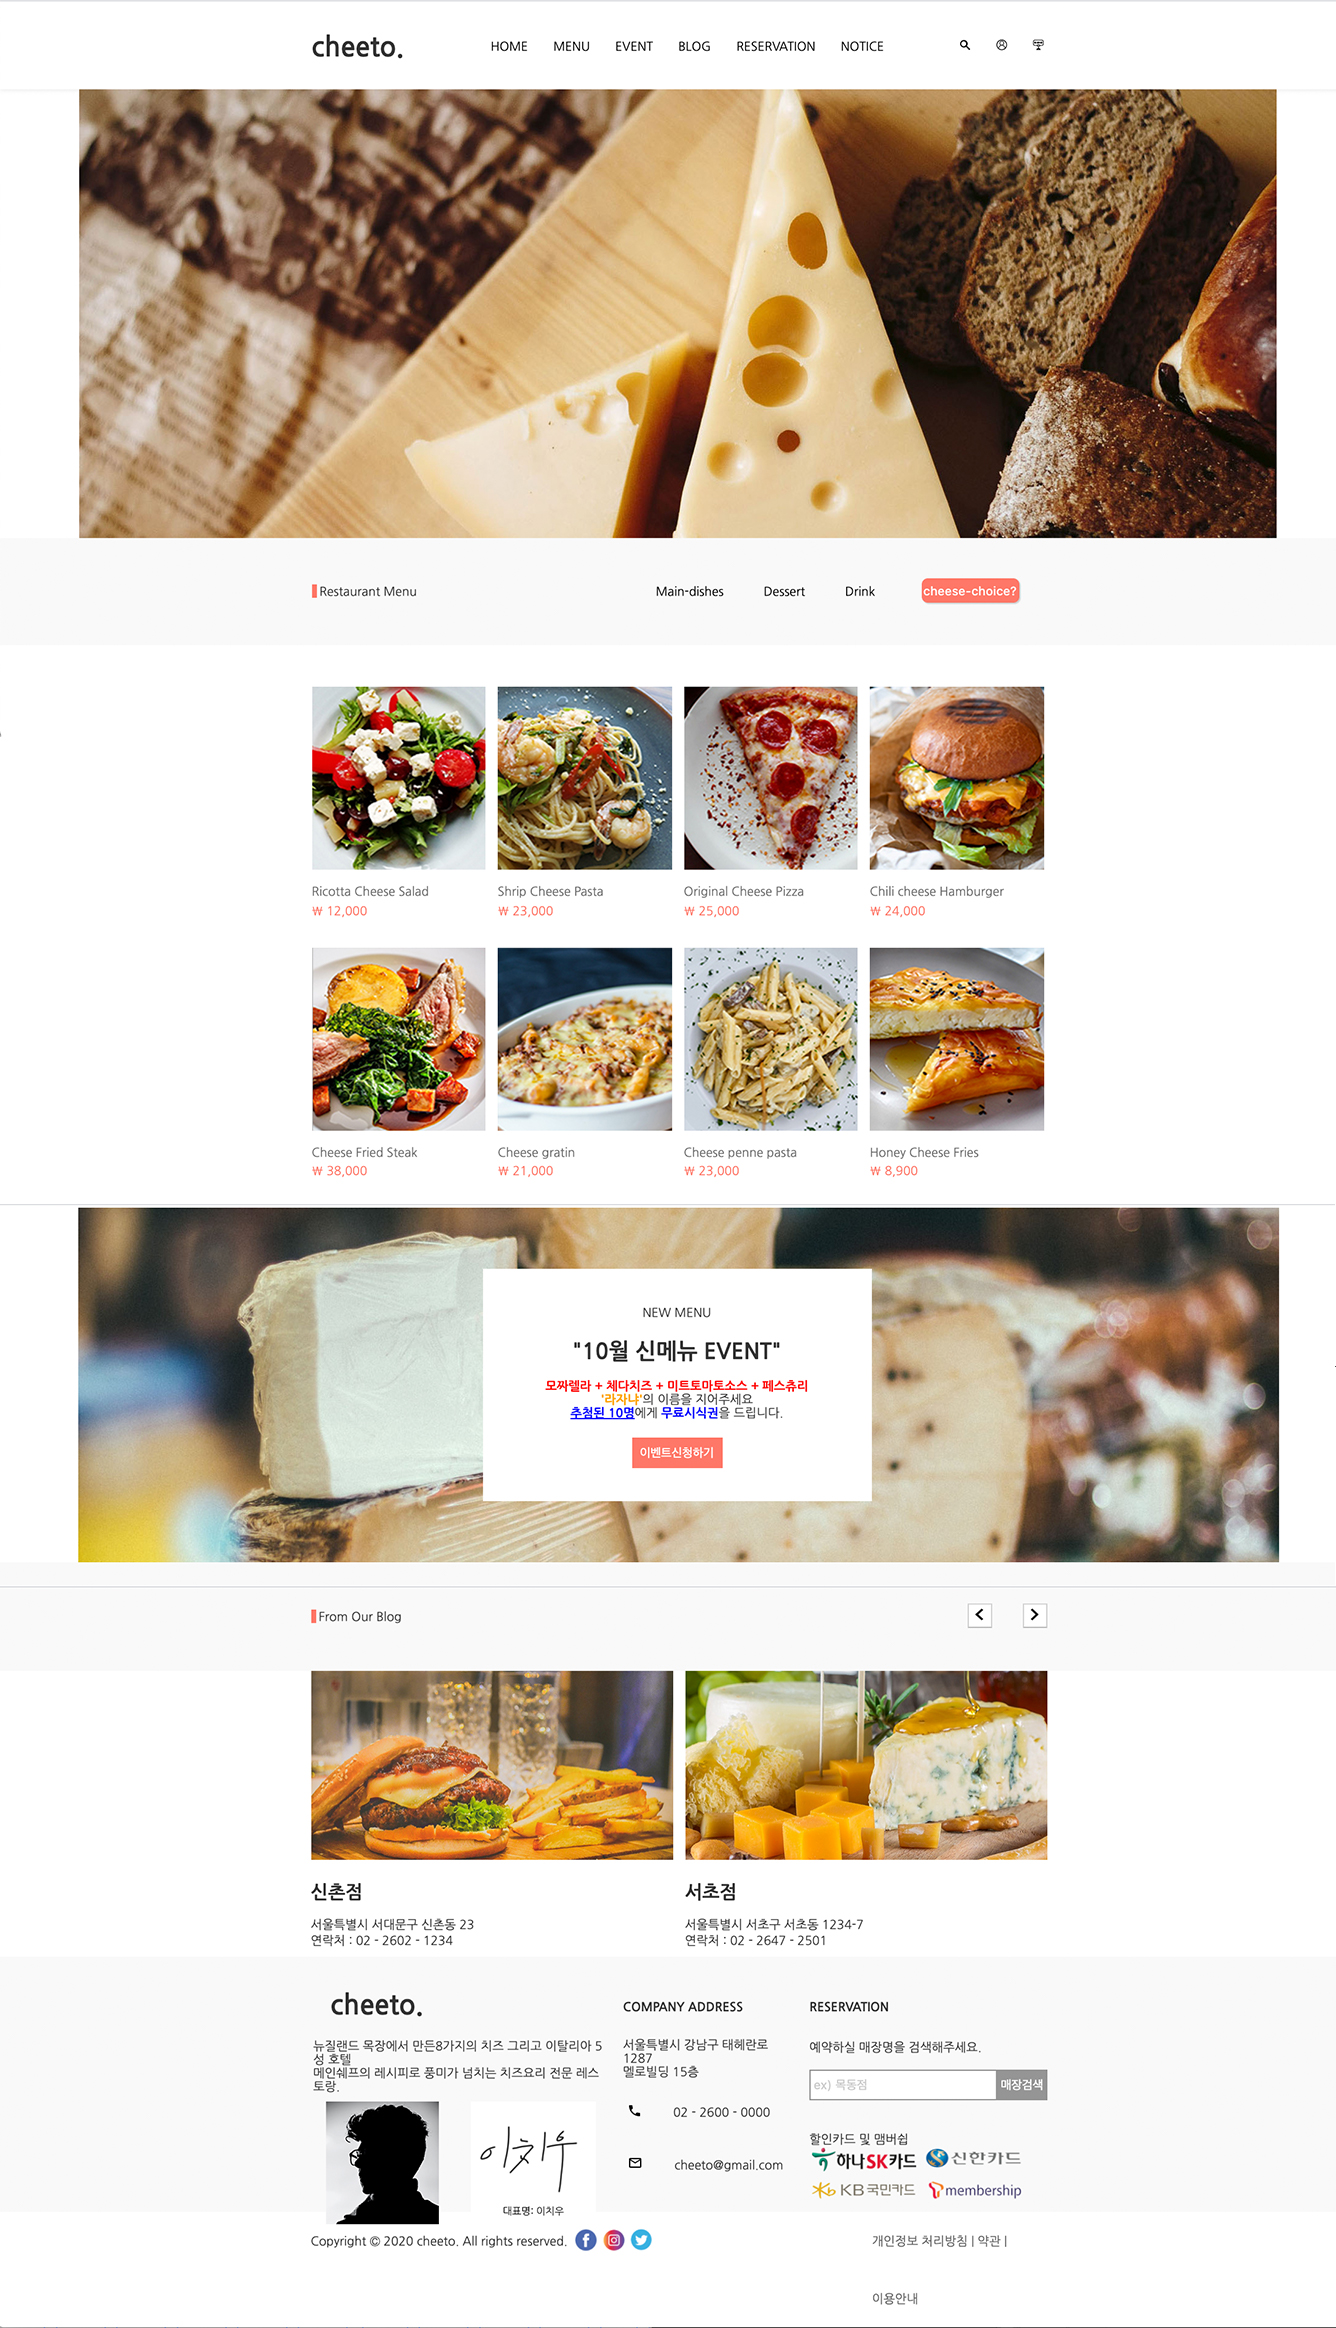 cheeto.
HOME MENU EVENT BLOG RESERVATION NOTICE
Restaurant Menu
Main-dishes Dessert Drink cheese-choice?
Ricotta Cheese Salad
₩ 12,000
Shrip Cheese Pasta
₩ 23,000
Original Cheese Pizza
₩ 25,000
Chili cheese Hamburger
₩ 24,000
Cheese Fried Steak
₩ 38,000
Cheese gratin
₩ 21,000
Cheese penne pasta
₩ 23,000
Honey Cheese Fries
₩ 8,900
NEW MENU
"10월 신메뉴 EVENT"
모짜렐라 + 체다치즈 + 미트토마토소스 + 페스츄리
'라자냐'의 이름을 지어주세요
추첨된 10명에게 무료시식권을 드립니다.
이벤트신청하기
From Our Blog
신촌점
서울특별시 서대문구 신촌동 23
연락처 : 02 - 2602 - 1234
서초점
서울특별시 서초구 서초동 1234-7
연락처 : 02 - 2647 - 2501
cheeto.
뉴질랜드 목장에서 만든8가지의 치즈 그리고 이탈리아 5
성 호텔
메인쉐프의 레시피로 풍미가 넘치는 치즈요리 전문 레스
토랑.
이치우
대표명: 이치우
COMPANY ADDRESS
서울특별시 강남구 태헤란로
1287
멜로빌딩 15층
02 - 2600 - 0000
cheeto@gmail.com
RESERVATION
예약하실 매장명을 검색해주세요.
ex) 목동점 매장검색
할인카드 및 맴버쉽
하나SK카드 신한카드
KB국민카드 T membership
Copyright © 2020 cheeto. All rights reserved.
개인정보 처리방침 | 약관 |
이용안내